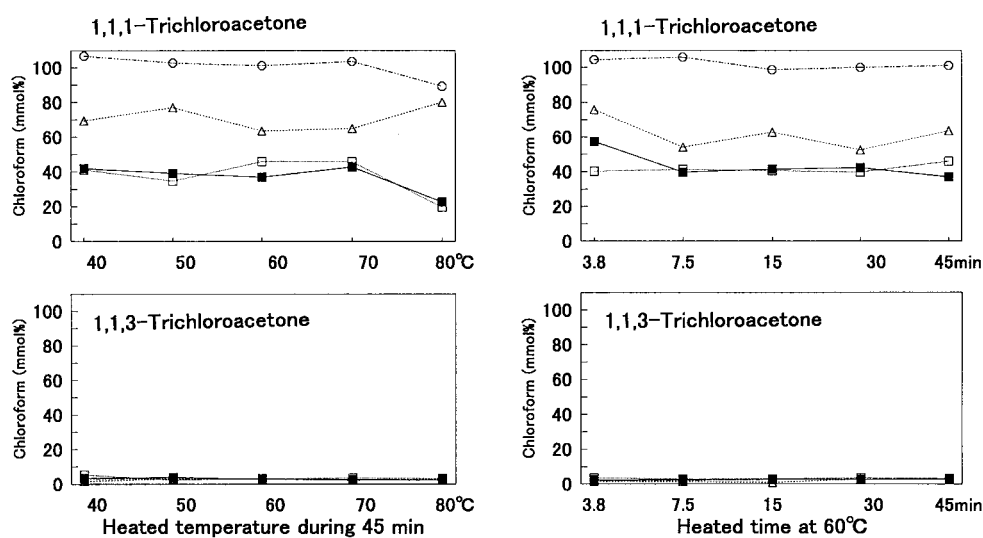 1,1,1-Trichloroacetone
Chloroform (mmol%)
100
80
60
40
20
0
40 50 60 70 80℃
1,1,1-Trichloroacetone
Chloroform (mmol%)
100
80
60
40
20
0
3.8 7.5 15 30 45min
1,1,3-Trichloroacetone
Chloroform (mmol%)
100
80
60
40
20
0
40 50 60 70 80℃
Heated temperature during 45 min
1,1,3-Trichloroacetone
Chloroform (mmol%)
100
80
60
40
20
0
3.8 7.5 15 30 45min
Heated time at 60℃